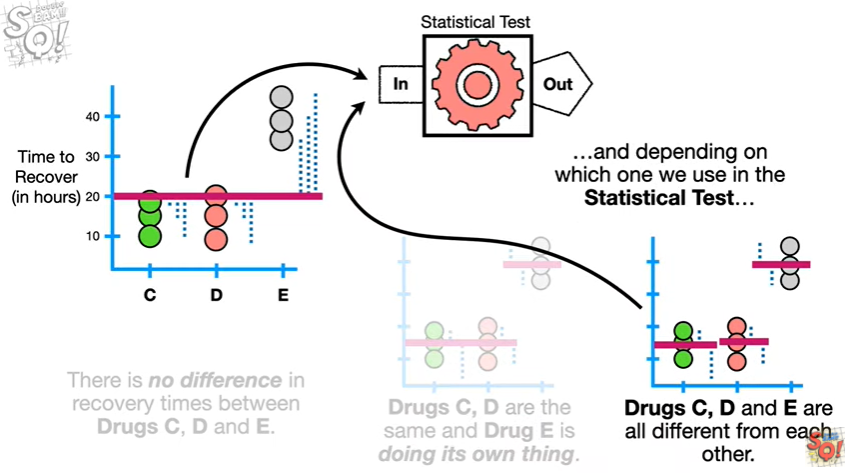 SQ!
Statistical Test
In
Out
40
30
20
10
Time to
Recover
(in hours)
C
D
E
...and depending on
which one we use in the
Statistical Test...
There is no difference in
recovery times between
Drugs C, D and E.
Drugs C, D are the
same and Drug E is
doing its own thing.
Drugs C, D and E are
all different from each
other.
SQ!